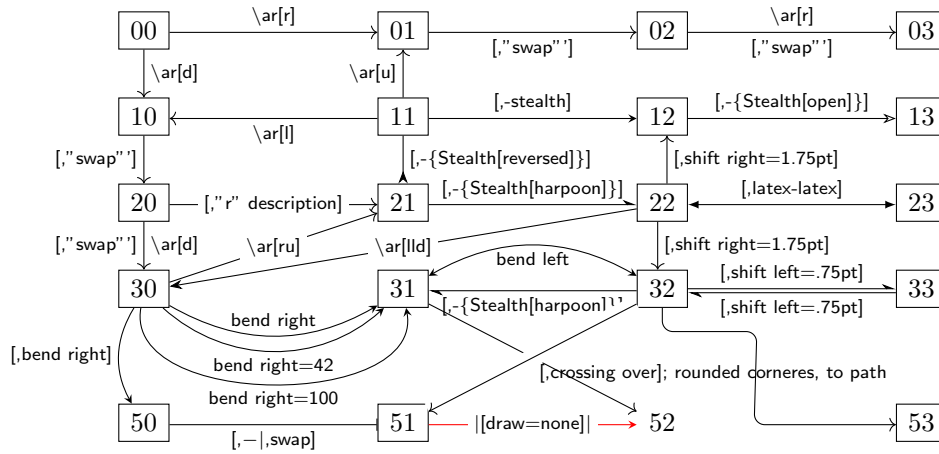 \ar[r]
\ar[r]
00
01
02
03
[,"swap"']
[,"swap"']
\ar[d]
\ar[u]
[,-stealth]
[,-{Stealth[open]}]
10
11
12
13
\ar[l]
[,"swap"']
[,-{Stealth[reversed]}]
[,shift right=1.75pt]
[,-{Stealth[harpoon]}]
[,latex-latex]
20
[,"r" description]
21
22
23
[,"swap"']
\ar[d]
\ar[ru]
\ar[lld]
[,shift right=1.75pt]
bend left
[,shift left=.75pt]
30
31
32
33
[,-{Stealth[harpoon]}]
[,shift left=.75pt]
bend right
[,bend right]
bend right=42
[,crossing over]; rounded corneres, to path
bend right=100
50
51
|[draw=none]|
52
53
[,−|,swap]